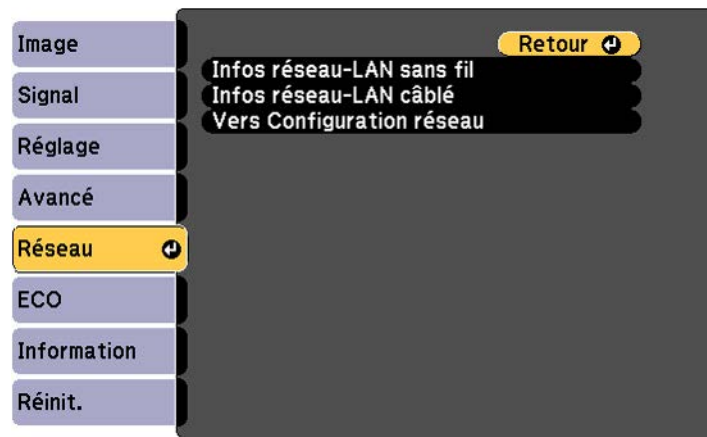 Image
Signal
Réglage
Avancé
Réseau
ECO
Information
Réinit.
Retour
Infos réseau-LAN sans fil
Infos réseau-LAN câblé
Vers Configuration réseau